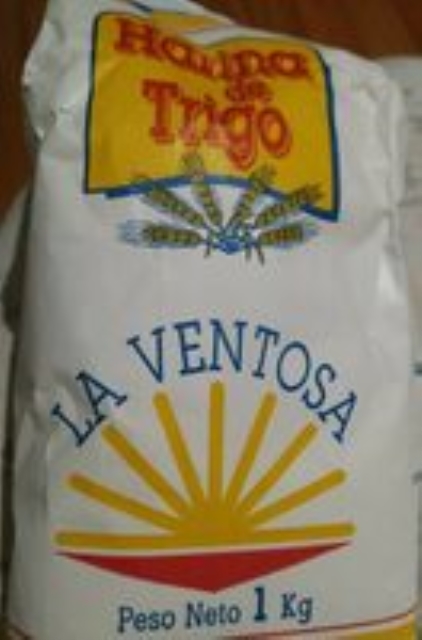 Harina
de
Trigo
LA VENTOSA
Peso Neto 1 Kg